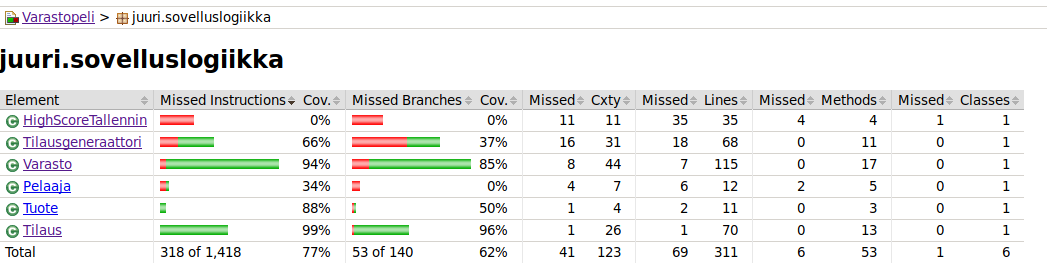 Varastopeli > juuri.sovelluslogiikka
juuri.sovelluslogiikka
Element Missed Instructions Cov. Missed Branches Cov. Missed Cxty Missed Lines Missed Methods Missed Classes
HighScoreTallennin 0% 0% 11 11 35 35 4 4 1 1
Tilausgeneraattori 66% 37% 16 31 18 68 0 11 0 1
Varasto 94% 85% 8 44 7 115 0 17 0 1
Pelaaja 34% 0% 4 7 6 12 2 5 0 1
Tuote 88% 50% 1 4 2 11 0 3 0 1
Tilaus 99% 96% 1 26 1 70 0 13 0 1
Total 318 of 1,418 77% 53 of 140 62% 41 123 69 311 6 53 1 6